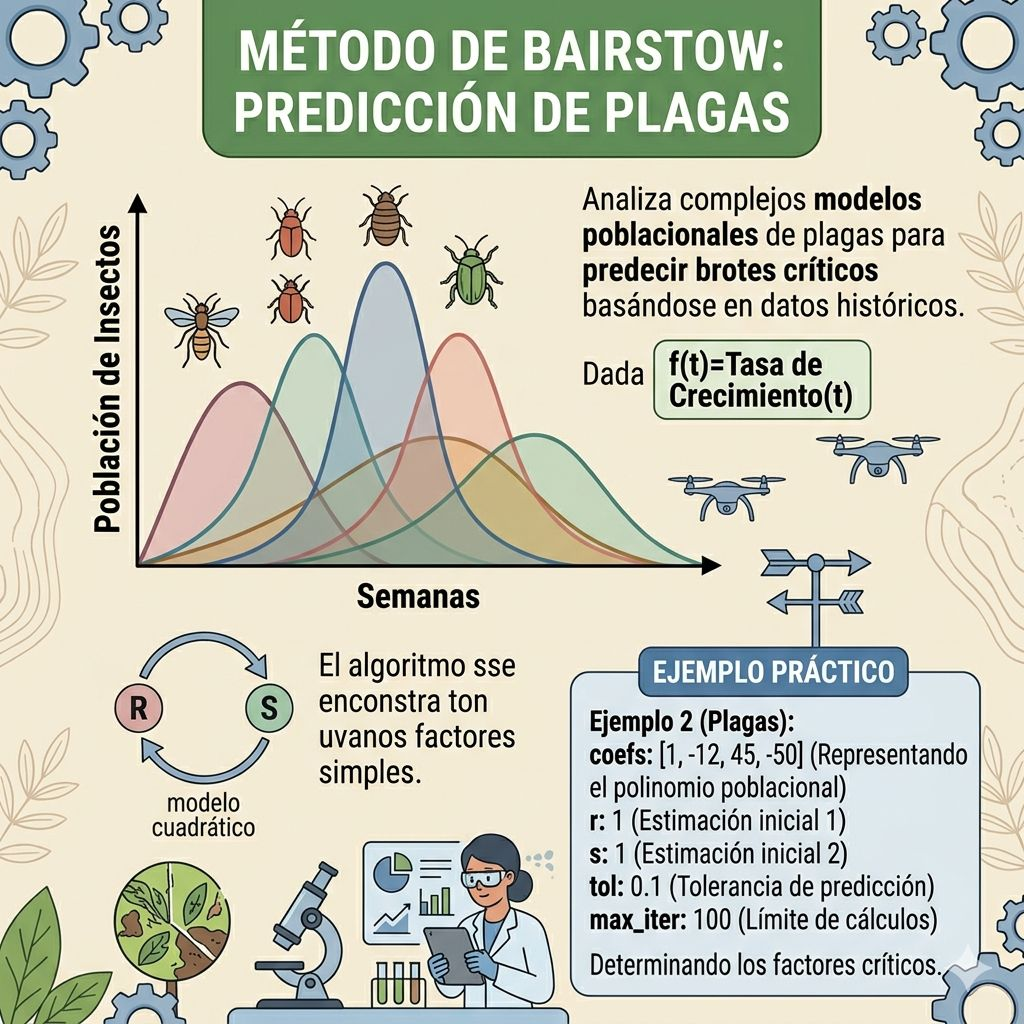 MÉTODO DE BAIRSTOW:
PREDICCIÓN DE PLAGAS
Población de Insectos
Semanas
Analiza complejos modelos
poblacionales de plagas para
predecir brotes críticos
basándose en datos históricos.
Dada
f(t)=Tasa de
Crecimiento(t)
R
S
modelo
cuadrático
El algoritmo sse
enconstra ton
uvanos factores
simples.
EJEMPLO PRÁCTICO
Ejemplo 2 (Plagas):
coefs: [1, -12, 45, -50] (Representando
el polinomio poblacional)
r: 1 (Estimación inicial 1)
s: 1 (Estimación inicial 2)
tol: 0.1 (Tolerancia de predicción)
max_iter: 100 (Límite de cálculos)
Determinando los factores críticos.